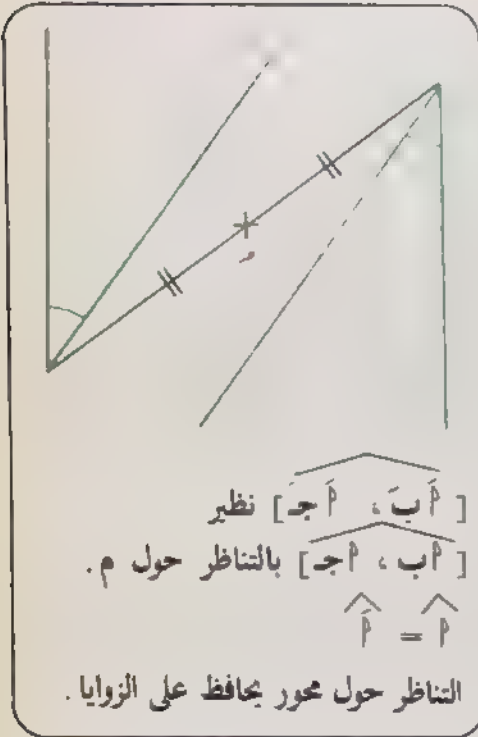 م
[ أَ بَ ، أَ جـَ ] نظير
[ أب ، أجـ ] بالتناظر حول م .
أَ = أ
التناظر حول محور يحافظ على الزوايا .